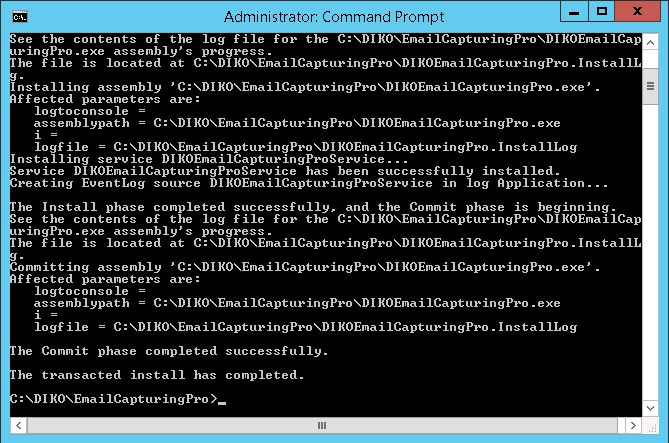 Administrator: Command Prompt
See the contents of the log file for the C:\DIKO\EmailCapturingPro\DIKOEmailCapt
uringPro.exe assembly's progress.
The file is located at C:\DIKO\EmailCapturingPro\DIKOEmailCapturingPro.InstallLo
g.
Installing assembly 'C:\DIKO\EmailCapturingPro\DIKOEmailCapturingPro.exe'.
Affected parameters are:
   logtoconsole =
   assemblypath = C:\DIKO\EmailCapturingPro\DIKOEmailCapturingPro.exe
   i =
   logfile = C:\DIKO\EmailCapturingPro\DIKOEmailCapturingPro.InstallLog
Installing service DIKOEmailCapturingProService...
Service DIKOEmailCapturingProService has been successfully installed.
Creating EventLog source DIKOEmailCapturingProService in log Application...
The Install phase completed successfully, and the Commit phase is beginning.
See the contents of the log file for the C:\DIKO\EmailCapturingPro\DIKOEmailCapt
uringPro.exe assembly's progress.
The file is located at C:\DIKO\EmailCapturingPro\DIKOEmailCapturingPro.InstallLo
g.
Committing assembly 'C:\DIKO\EmailCapturingPro\DIKOEmailCapturingPro.exe'.
Affected parameters are:
   logtoconsole =
   assemblypath = C:\DIKO\EmailCapturingPro\DIKOEmailCapturingPro.exe
   i =
   logfile = C:\DIKO\EmailCapturingPro\DIKOEmailCapturingPro.InstallLog
The Commit phase completed successfully.
The transacted install has completed.
C:\DIKO\EmailCapturingPro>_